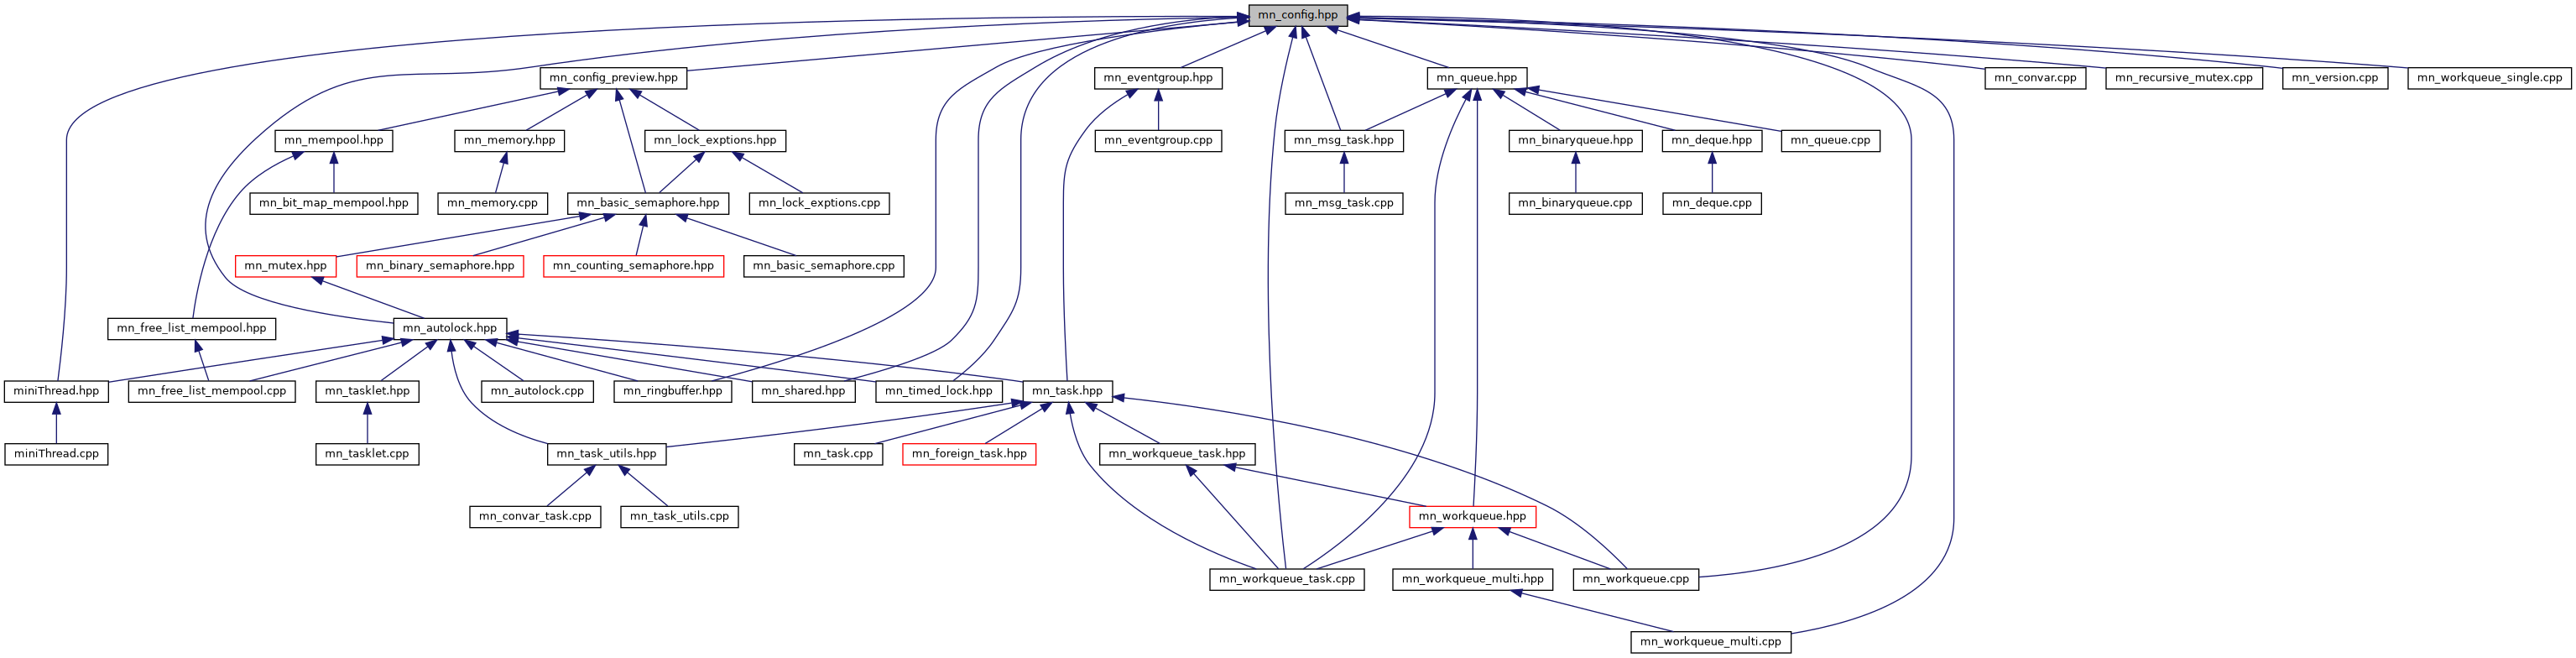 mn_config.hpp
mn_config_preview.hpp
mn_eventgroup.hpp
mn_queue.hpp
mn_convar.cpp
mn_recursive_mutex.cpp
mn_version.cpp
mn_workqueue_single.cpp
mn_mempool.hpp
mn_memory.hpp
mn_lock_exptions.hpp
mn_eventgroup.cpp
mn_msg_task.hpp
mn_binaryqueue.hpp
mn_deque.hpp
mn_queue.cpp
mn_bit_map_mempool.hpp
mn_memory.cpp
mn_basic_semaphore.hpp
mn_lock_exptions.cpp
mn_msg_task.cpp
mn_binaryqueue.cpp
mn_deque.cpp
mn_mutex.hpp
mn_binary_semaphore.hpp
mn_counting_semaphore.hpp
mn_basic_semaphore.cpp
mn_free_list_mempool.hpp
mn_autolock.hpp
miniThread.hpp
mn_free_list_mempool.cpp
mn_tasklet.hpp
mn_autolock.cpp
mn_ringbuffer.hpp
mn_shared.hpp
mn_timed_lock.hpp
mn_task.hpp
miniThread.cpp
mn_tasklet.cpp
mn_task_utils.hpp
mn_task.cpp
mn_foreign_task.hpp
mn_workqueue_task.hpp
mn_convar_task.cpp
mn_task_utils.cpp
mn_workqueue.hpp
mn_workqueue_task.cpp
mn_workqueue_multi.hpp
mn_workqueue.cpp
mn_workqueue_multi.cpp